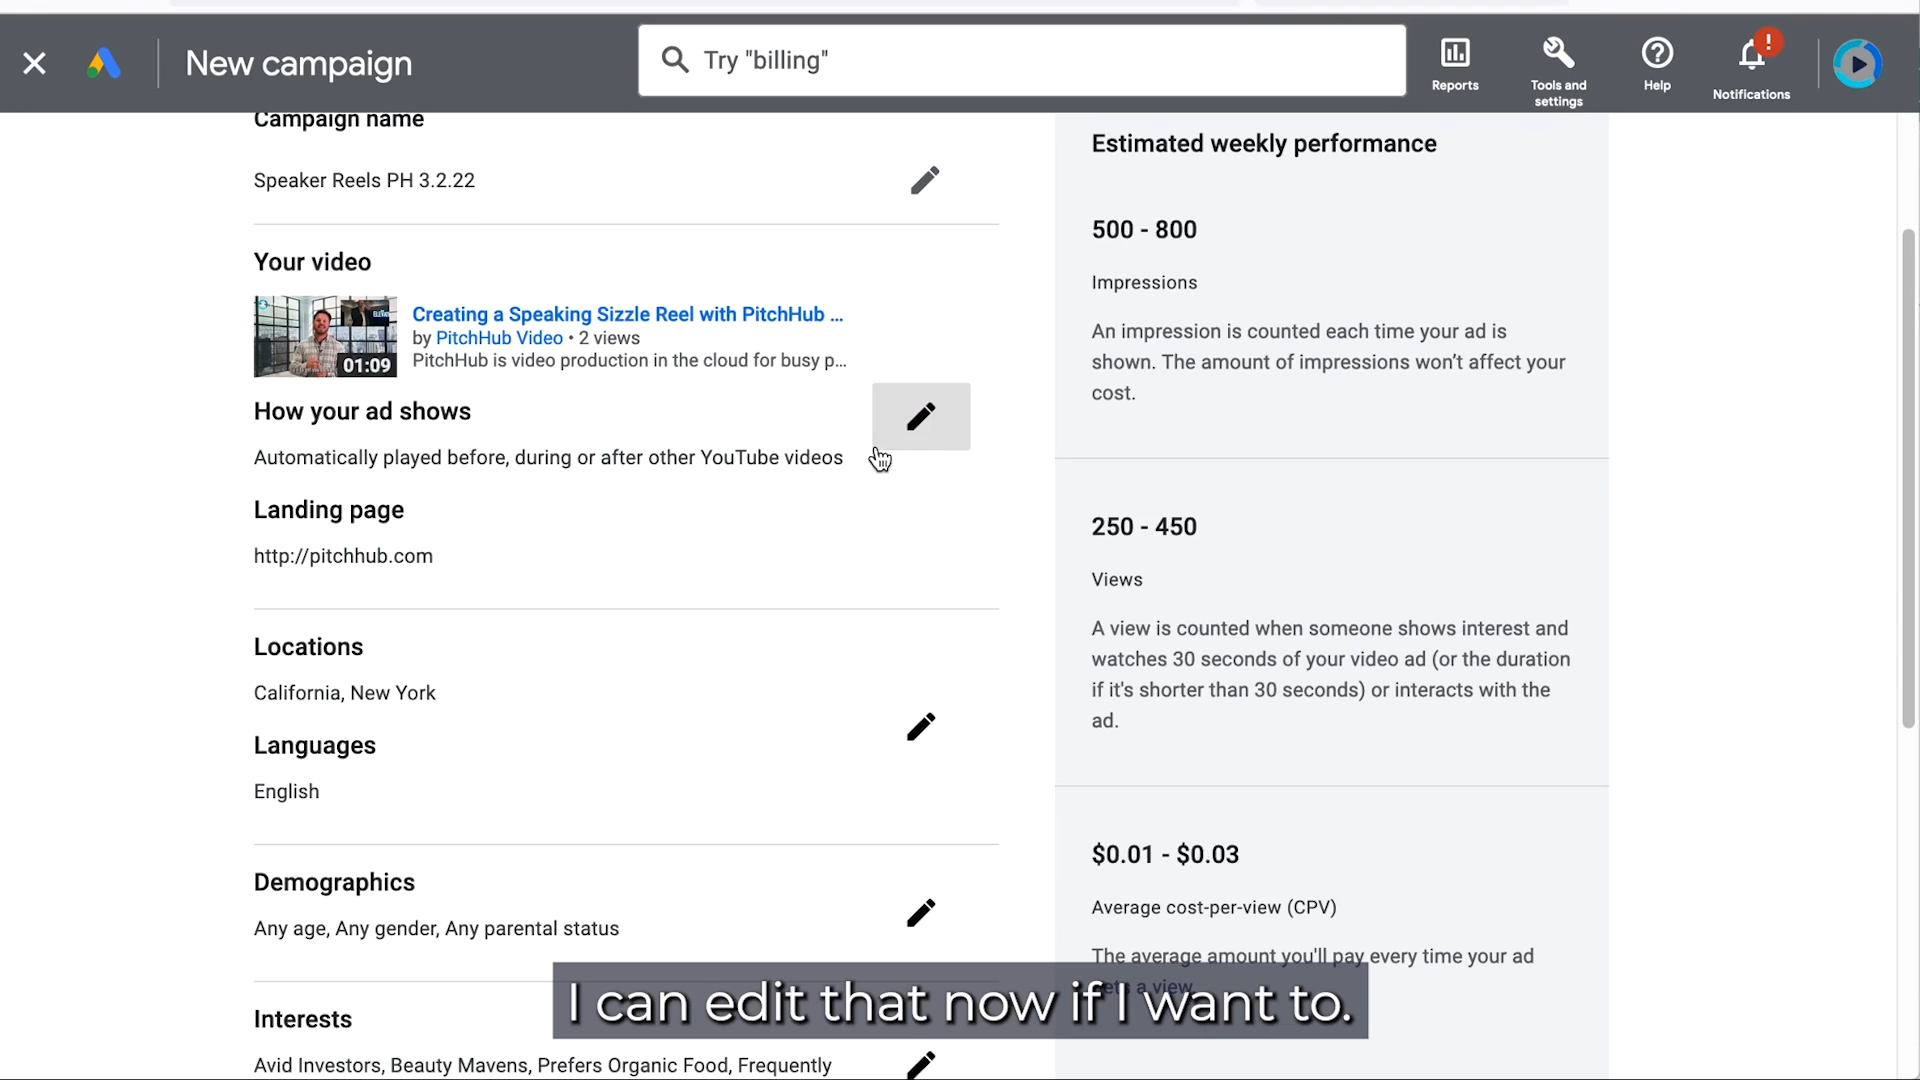 New campaign
Try "billing"
Reports
Tools and
settings
Help
!
Notifications
Campaign name
Speaker Reels PH 3.2.22
Your video
01:09
Creating a Speaking Sizzle Reel with PitchHub ...
by PitchHub Video • 2 views
PitchHub is video production in the cloud for busy p...
How your ad shows
Automatically played before, during or after other YouTube videos
Landing page
http://pitchhub.com
Locations
California, New York
Languages
English
Demographics
Any age, Any gender, Any parental status
Interests
Avid Investors, Beauty Mavens, Prefers Organic Food, Frequently
Estimated weekly performance
500 - 800
Impressions
An impression is counted each time your ad is
shown. The amount of impressions won't affect your
cost.
250 - 450
Views
A view is counted when someone shows interest and
watches 30 seconds of your video ad (or the duration
if it's shorter than 30 seconds) or interacts with the
ad.
$0.01 - $0.03
Average cost-per-view (CPV)
The average amount you'll pay every time your ad
gets a view.
I can edit that now if I want to.